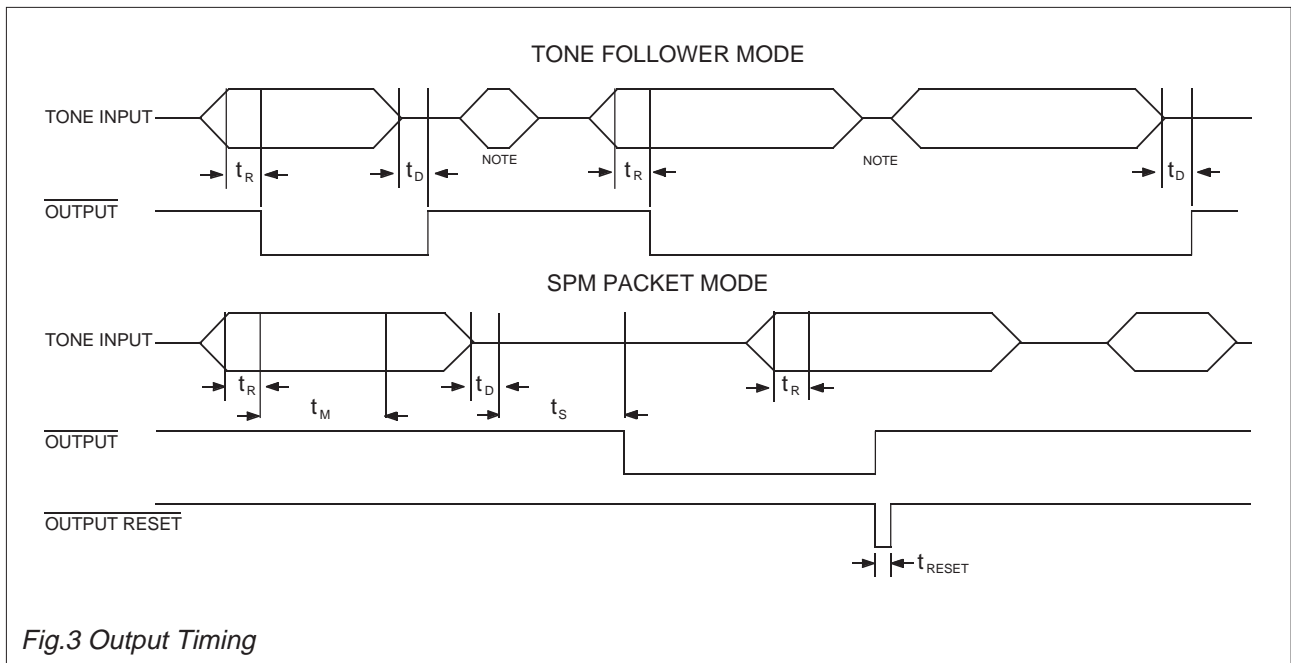 TONE FOLLOWER MODE
TONE INPUT
NOTE
NOTE
tR
tD
tR
tD
OUTPUT
SPM PACKET MODE
TONE INPUT
tR
tD
tR
tM
tS
OUTPUT
OUTPUT RESET
tRESET
Fig.3 Output Timing